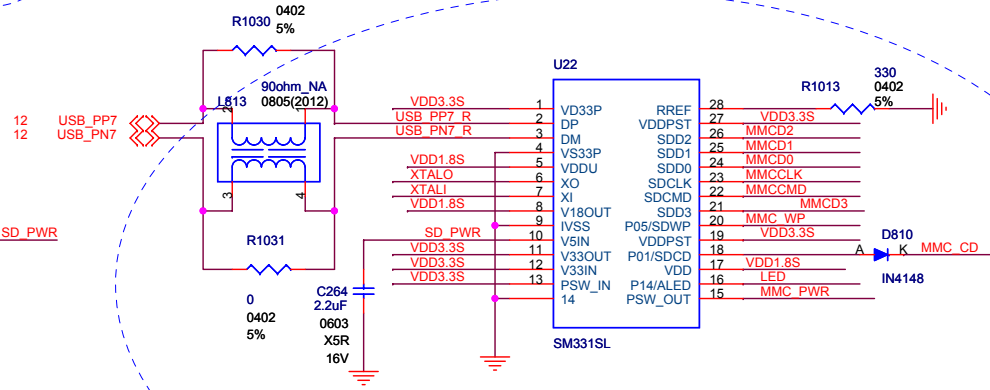 0402
R1030
5%
U22
90ohm_NA
L813
0805(2012)
2
1
3
4
12 USB_PP7
12 USB_PN7
SD_PWR
R1031
0
0402
5%
C264
2.2uF
0603
X5R
16V
R1013
330
0402
5%
VDD3.3S 1 VD33P RREF 28
USB_PP7_R 2 DP VDDPST 27 VDD3.3S
USB_PN7_R 3 DM SDD2 26 MMCD2
4 VS33P SDD1 25 MMCD1
VDD1.8S 5 VDDU SDD0 24 MMCD0
XTALO 6 XO SDCLK 23 MMCCLK
XTALI 7 XI SDCMD 22 MMCCMD
VDD1.8S 8 V18OUT SDD3 21 MMCD3
9 IVSS P05/SDWP 20 MMC_WP
SD_PWR 10 V5IN VDDPST 19 VDD3.3S
VDD3.3S 11 V33OUT P01/SDCD 18
VDD3.3S 12 V33IN VDD 17 VDD1.8S
VDD3.3S 13 PSW_IN P14/ALED 16 LED
14 PSW_OUT 15 MMC_PWR
D810
A K MMC_CD
IN4148
SM331SL